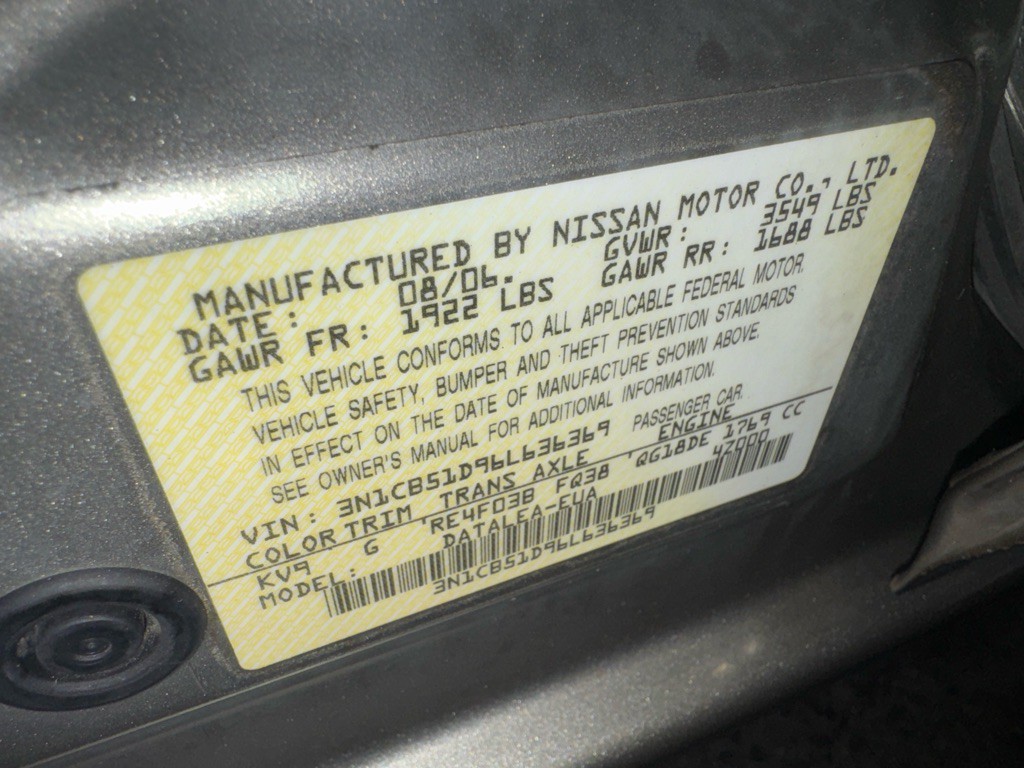 MANUFACTURED BY NISSAN MOTOR CO., LTD.
DATE: 08/06. GVWR: 3549 LBS
GAWR FR: 1922 LBS GAWR RR: 1688 LBS
THIS VEHICLE CONFORMS TO ALL APPLICABLE FEDERAL MOTOR
VEHICLE SAFETY, BUMPER AND THEFT PREVENTION STANDARDS
IN EFFECT ON THE DATE OF MANUFACTURE SHOWN ABOVE.
SEE OWNER'S MANUAL FOR ADDITIONAL INFORMATION.
VIN: 3N1CB51D96L636369 PASSENGER CAR
COLOR TRIM TRANS AXLE ENGINE
KV9 G RE4F03B FQ38 QG18DE 1769 CC
MODEL: DATALEA-EUA 4Z000
3N1CB51D96L636369